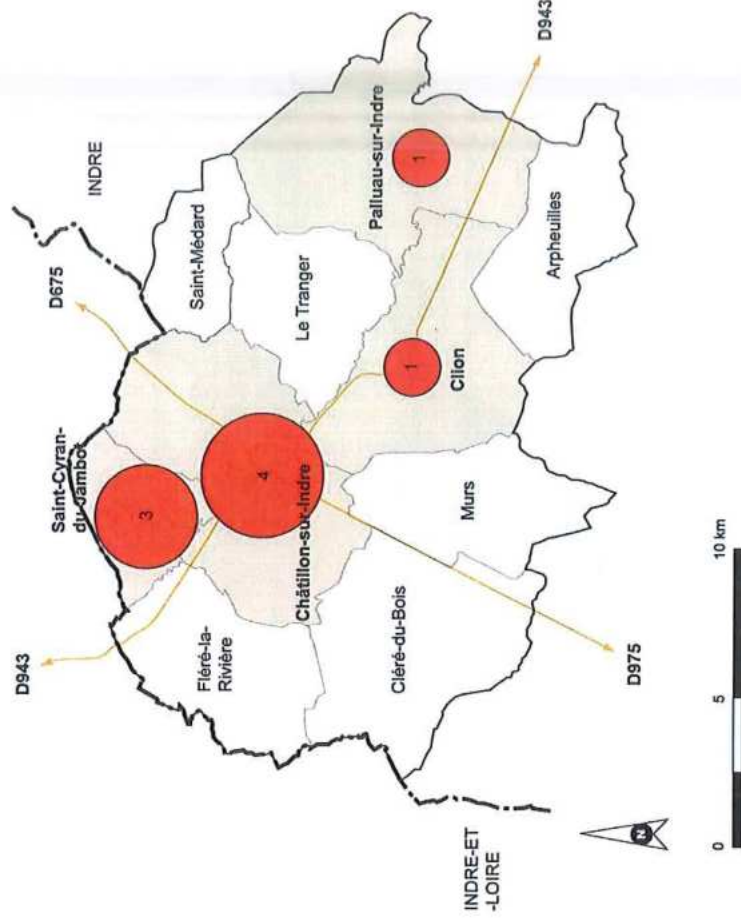 INDRE
D675
Saint-Médard
Saint-Cyran-
du-Jambot
3
D943
Palluau-sur-Indre
1
Le Tranger
4
Châtillon-sur-Indre
Fléré-la-
Rivière
D943
1
Clion
Arpheuilles
Murs
Cléré-du-Bois
D975
INDRE-ET
-LOIRE
N
0
5
10 km